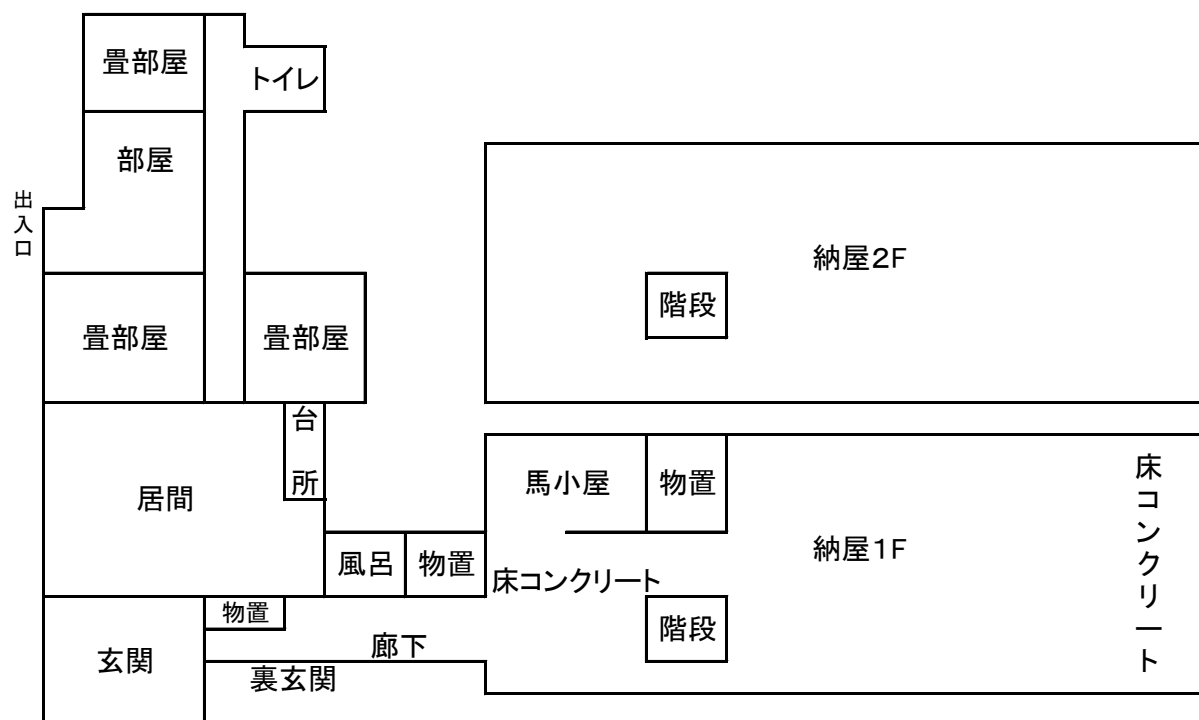 畳部屋
トイレ
部屋
出入口
納屋2F
階段
畳部屋
畳部屋
台所
居間
馬小屋
物置
床コンクリート
納屋1F
風呂
物置
床コンクリート
物置
階段
玄関
廊下
裏玄関